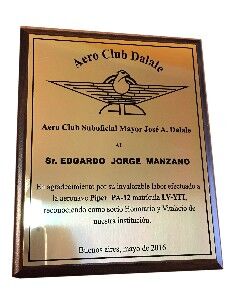 Aero Club Dalale
Aero Club Suboficial Mayor José A. Dalale
Al
Sr. EDGARDO JORGE MANZANO
En agradecimiento por su invalorable labor efectuado a
la aeronave Piper PA-12 matrícula LV-YTL
reconociendo como socio Honorario y Vitalicio de
nuestra institución.
Buenos aires, mayo de 2016